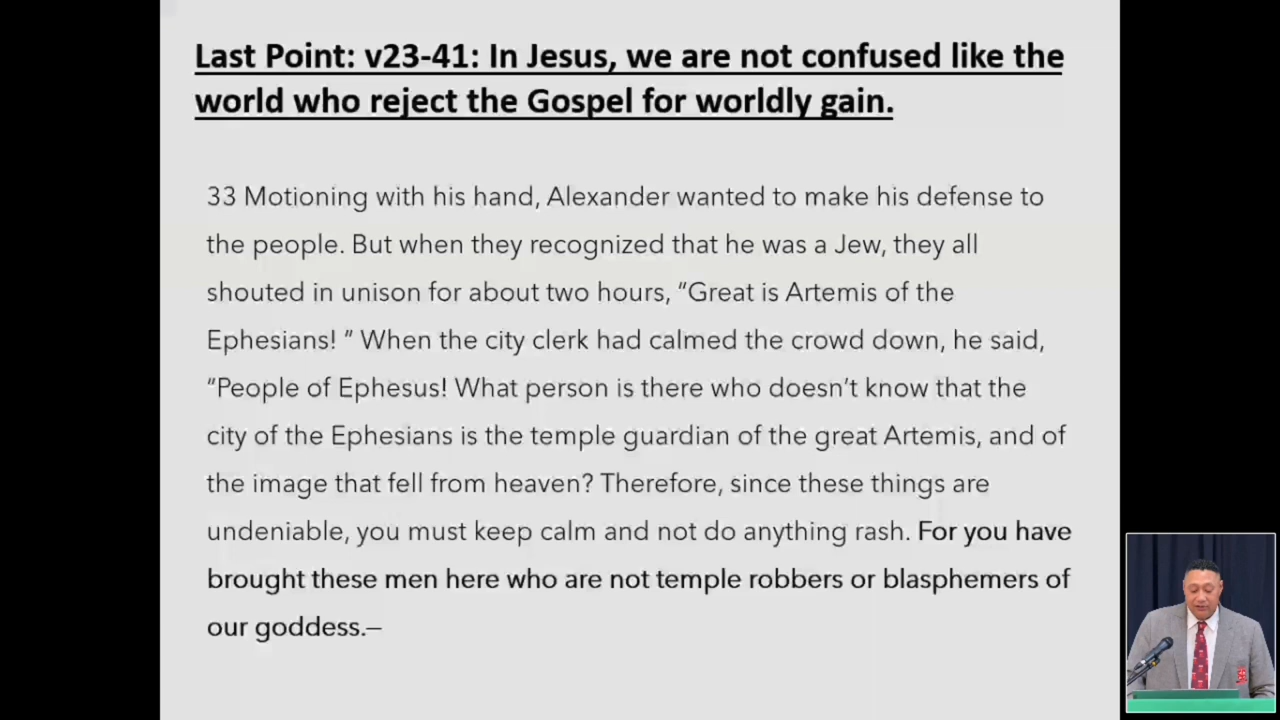 Last Point: v23-41: In Jesus, we are not confused like the
world who reject the Gospel for worldly gain.
33 Motioning with his hand, Alexander wanted to make his defense to
the people. But when they recognized that he was a Jew, they all
shouted in unison for about two hours, “Great is Artemis of the
Ephesians! ” When the city clerk had calmed the crowd down, he said,
“People of Ephesus! What person is there who doesn’t know that the
city of the Ephesians is the temple guardian of the great Artemis, and of
the image that fell from heaven? Therefore, since these things are
undeniable, you must keep calm and not do anything rash. For you have
brought these men here who are not temple robbers or blasphemers of
our goddess.—